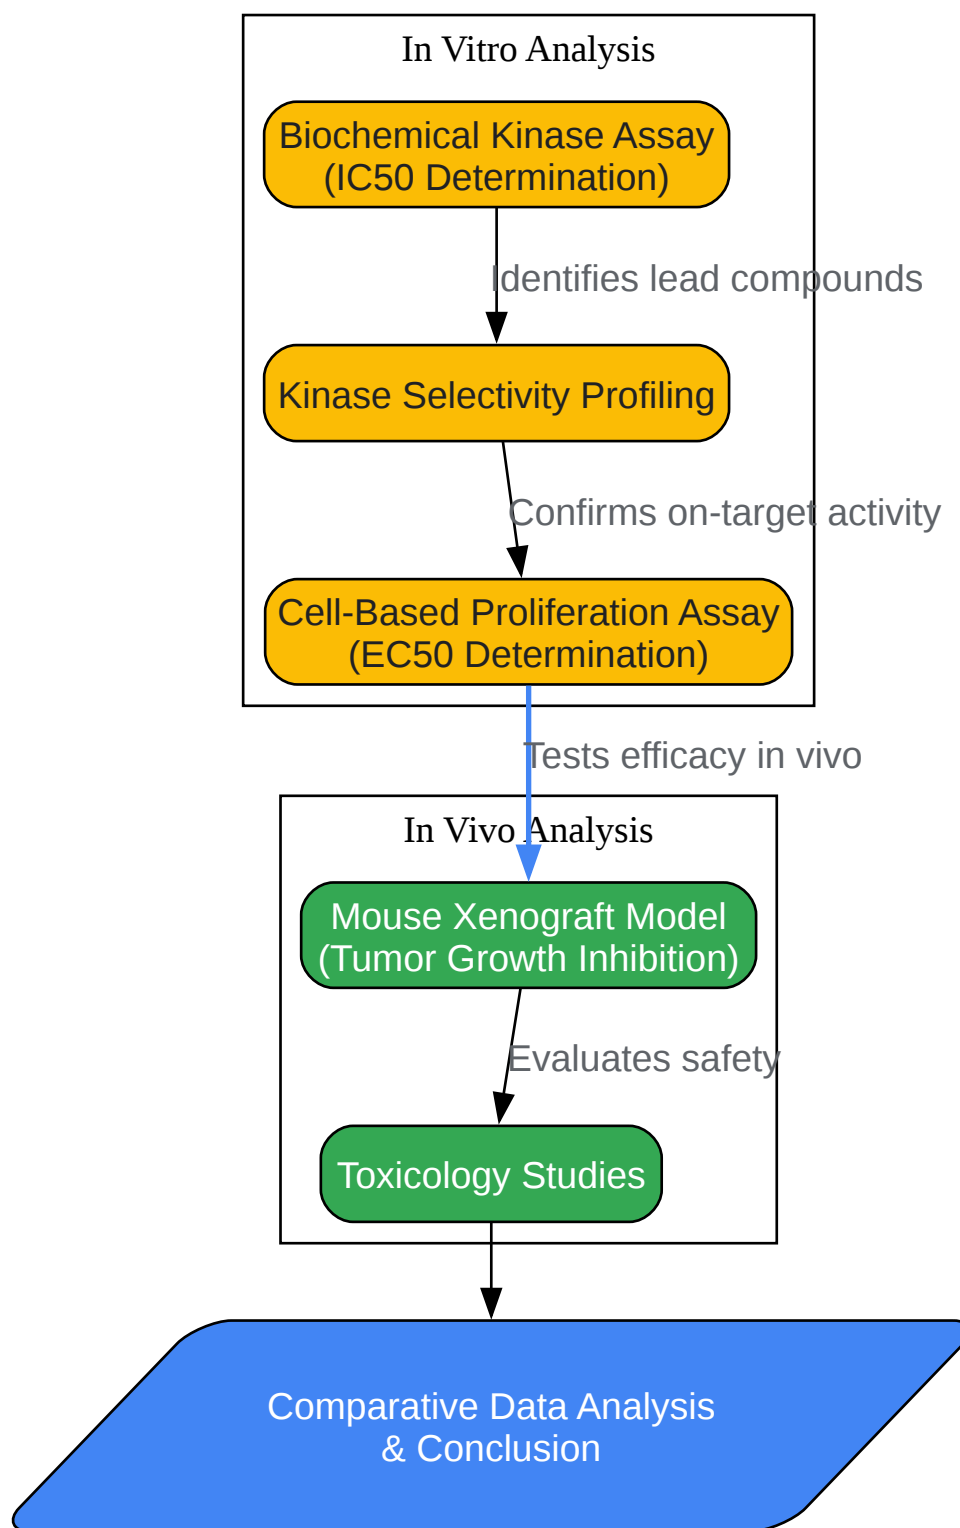 In Vitro Analysis
Biochemical Kinase Assay
(IC50 Determination)
Identifies lead compounds
Kinase Selectivity Profiling
Confirms on-target activity
Cell-Based Proliferation Assay
(EC50 Determination)
Tests efficacy in vivo
In Vivo Analysis
Mouse Xenograft Model
(Tumor Growth Inhibition)
Evaluates safety
Toxicology Studies
Comparative Data Analysis
& Conclusion